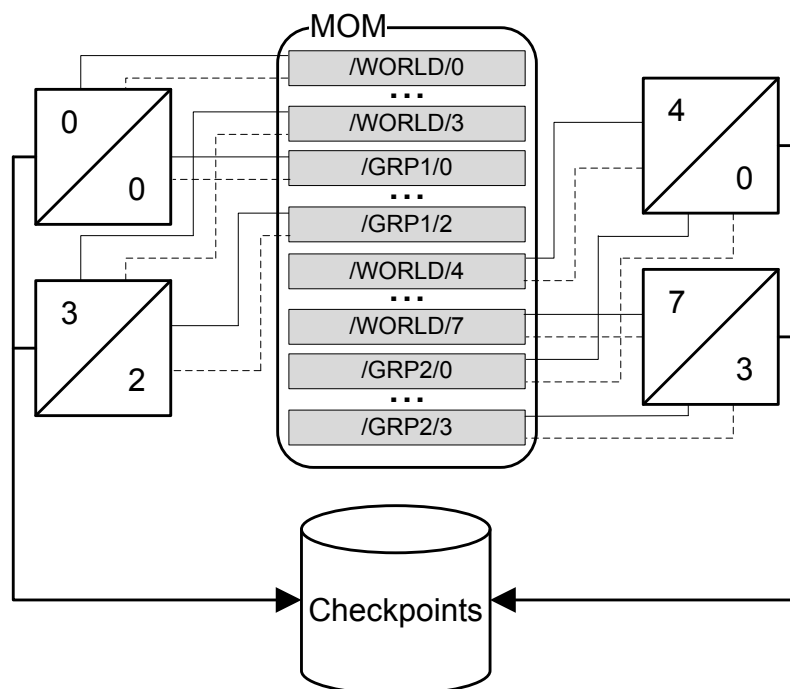 MOM
/WORLD/0
...
/WORLD/3
/GRP1/0
...
/GRP1/2
/WORLD/4
...
/WORLD/7
/GRP2/0
...
/GRP2/3
0
0
3
2
4
0
7
3
Checkpoints